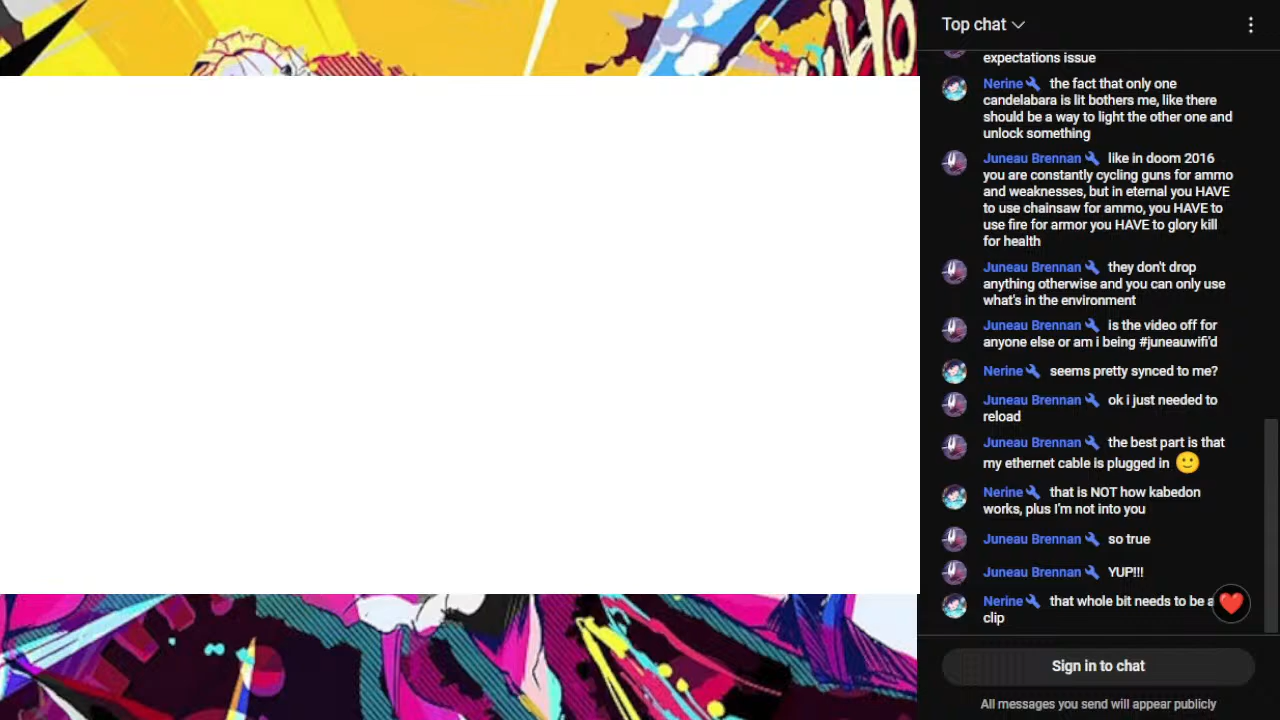 Top chat
expectations issue
Nerine the fact that only one
candelabara is lit bothers me, like there
should be a way to light the other one and
unlock something
Juneau Brennan like in doom 2016
you are constantly cycling guns for ammo
and weaknesses, but in eternal you HAVE
to use chainsaw for ammo, you HAVE to
use fire for armor you HAVE to glory kill
for health
Juneau Brennan they don't drop
anything otherwise and you can only use
what's in the environment
Juneau Brennan is the video off for
anyone else or am i being #juneauwifi'd
Nerine seems pretty synced to me?
Juneau Brennan ok i just needed to
reload
Juneau Brennan the best part is that
my ethernet cable is plugged in
Nerine that is NOT how kabedon
works, plus I'm not into you
Juneau Brennan so true
Juneau Brennan YUP!!!
Nerine that whole bit needs to be a
clip
Sign in to chat
All messages you send will appear publicly